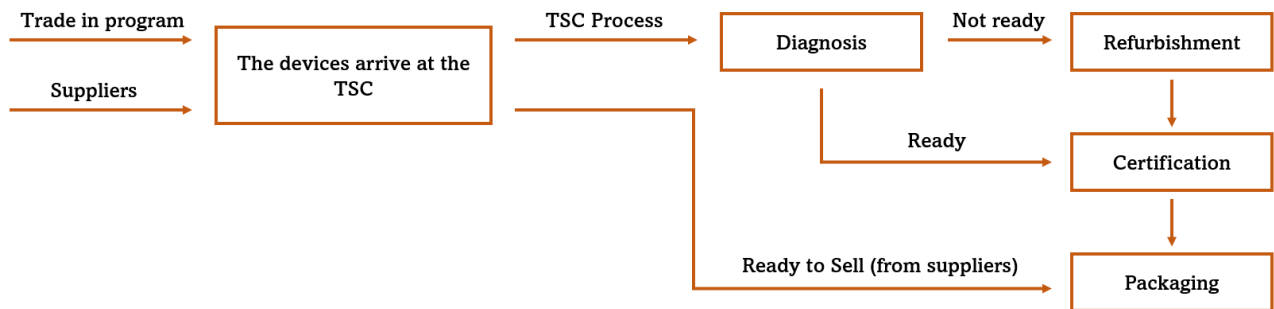 Trade in program
TSC Process
Not ready
Diagnosis
Refurbishment
The devices arrive at the
TSC
Suppliers
Ready
Certification
Ready to Sell (from suppliers)
Packaging